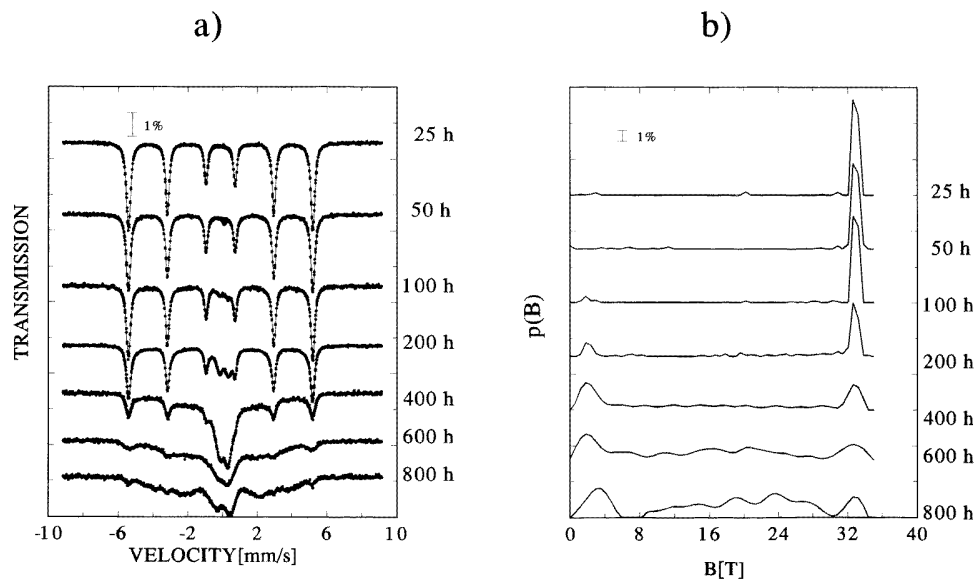 a)
b)
1%
25 h
50 h
100 h
200 h
400 h
600 h
800 h
TRANSMISSION
-10 -6 -2 2 6 10
VELOCITY[mm/s]
1%
25 h
50 h
100 h
200 h
400 h
600 h
800 h
p(B)
0 8 16 24 32 40
B[T]